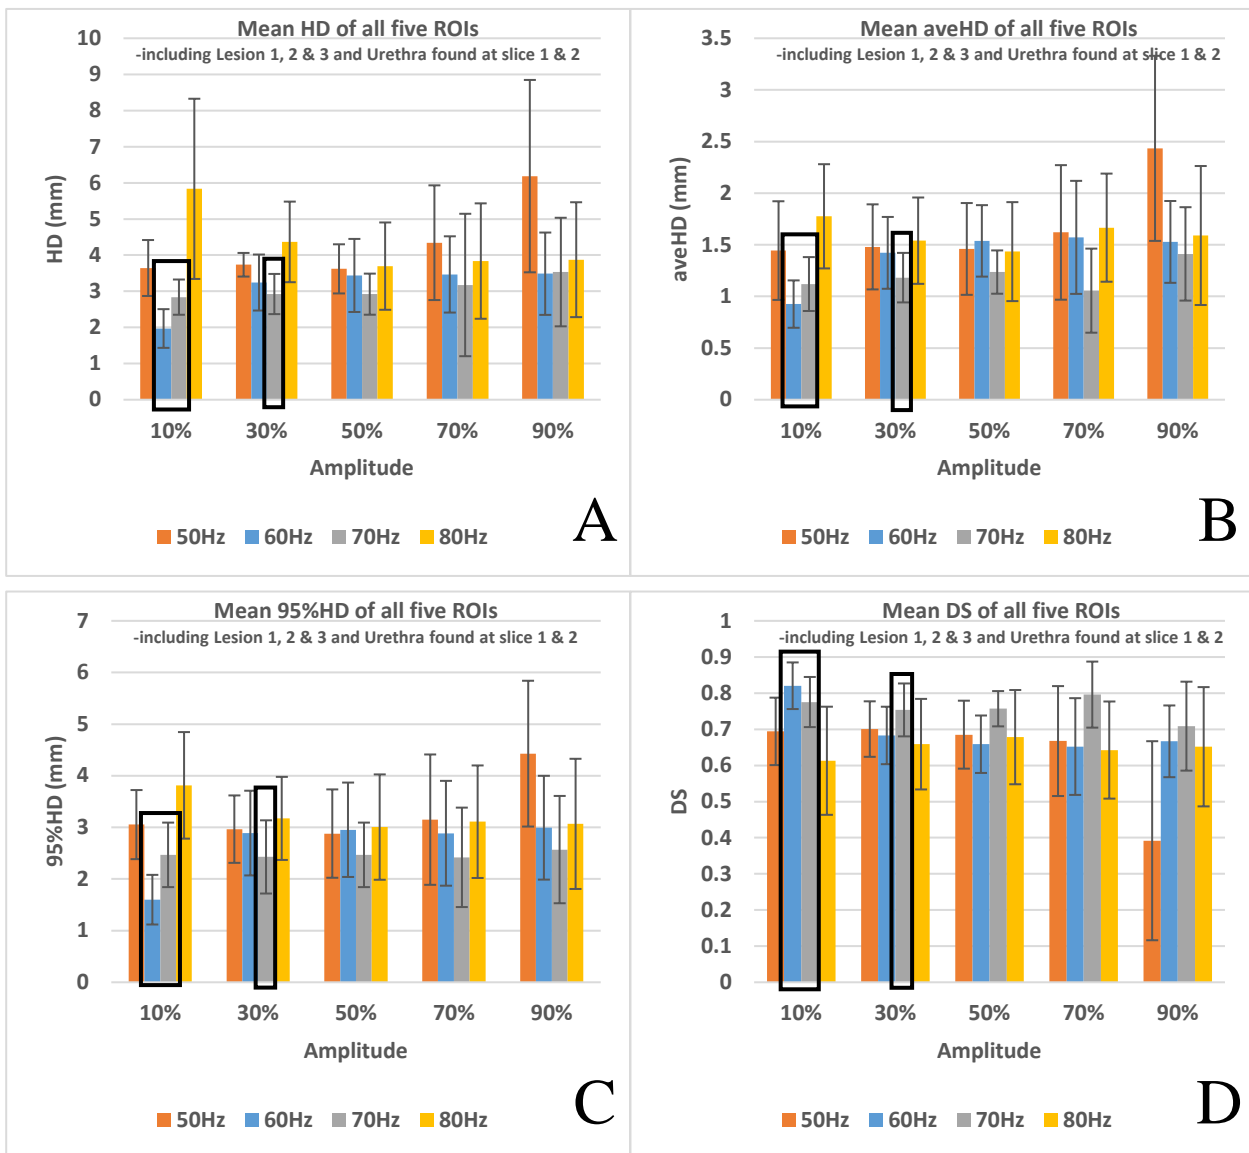 Mean HD of all five ROIs
-including Lesion 1, 2 & 3 and Urethra found at slice 1 & 2
HD (mm)
10
9
8
7
6
5
4
3
2
1
0
10% 30% 50% 70% 90%
Amplitude
50Hz 60Hz 70Hz 80Hz
A
Mean aveHD of all five ROIs
-including Lesion 1, 2 & 3 and Urethra found at slice 1 & 2
aveHD (mm)
3.5
3
2.5
2
1.5
1
0.5
0
10% 30% 50% 70% 90%
Amplitude
50Hz 60Hz 70Hz 80Hz
B
Mean 95%HD of all five ROIs
-including Lesion 1, 2 & 3 and Urethra found at slice 1 & 2
95%HD (mm)
7
6
5
4
3
2
1
0
10% 30% 50% 70% 90%
Amplitude
50Hz 60Hz 70Hz 80Hz
C
Mean DS of all five ROIs
-including Lesion 1, 2 & 3 and Urethra found at slice 1 & 2
DS
1
0.9
0.8
0.7
0.6
0.5
0.4
0.3
0.2
0.1
0
10% 30% 50% 70% 90%
Amplitude
50Hz 60Hz 70Hz 80Hz
D